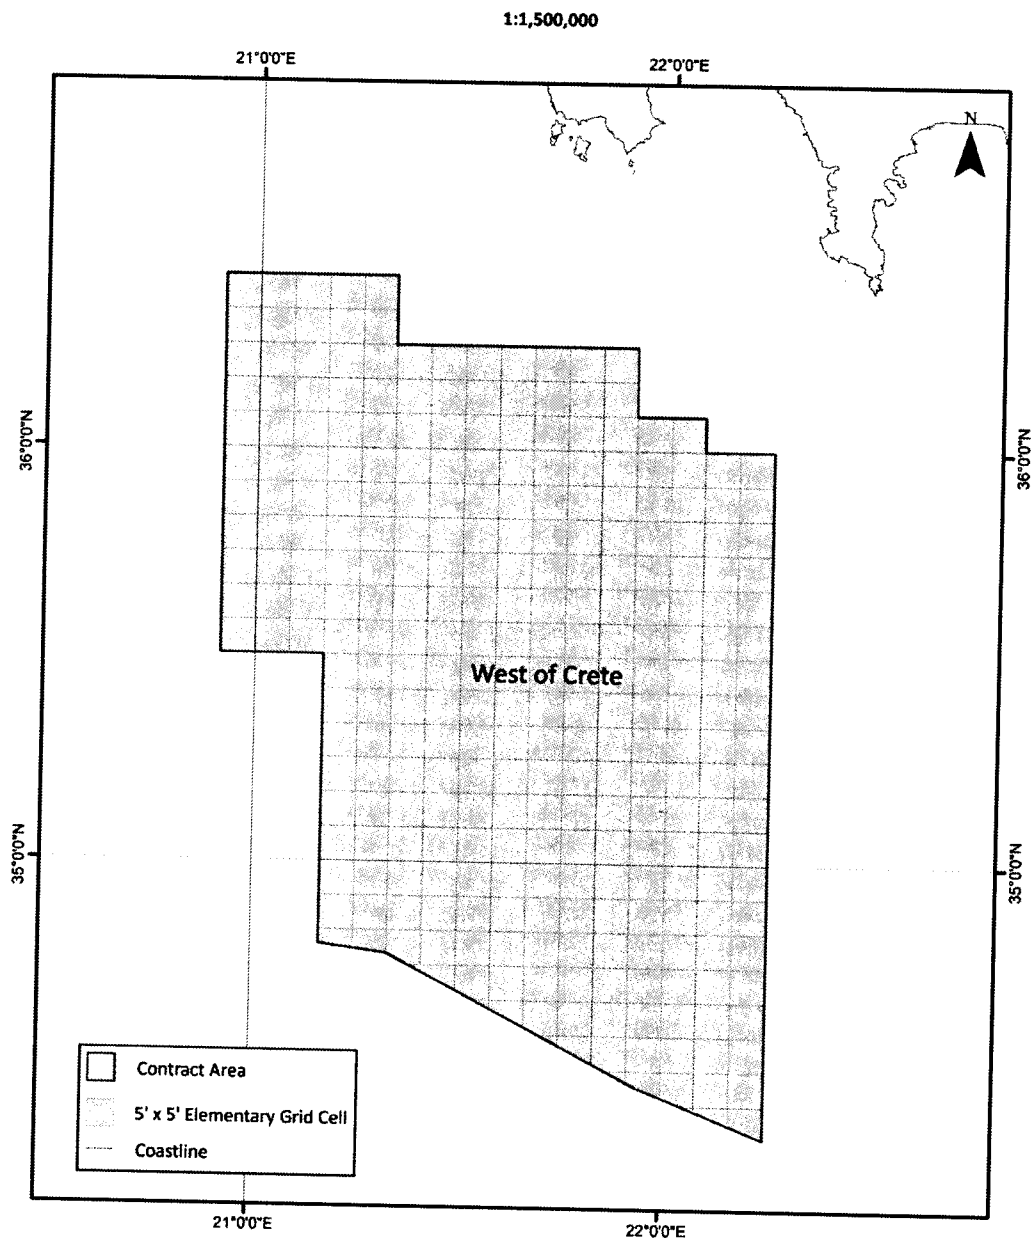 1:1,500,000
21°0'0"E
22°0'0"E
N
36°0'0"N
36°0'0"N
West of Crete
35°0'0"N
35°0'0"N
Contract Area
5' x 5' Elementary Grid Cell
Coastline
21°0'0"E
22°0'0"E